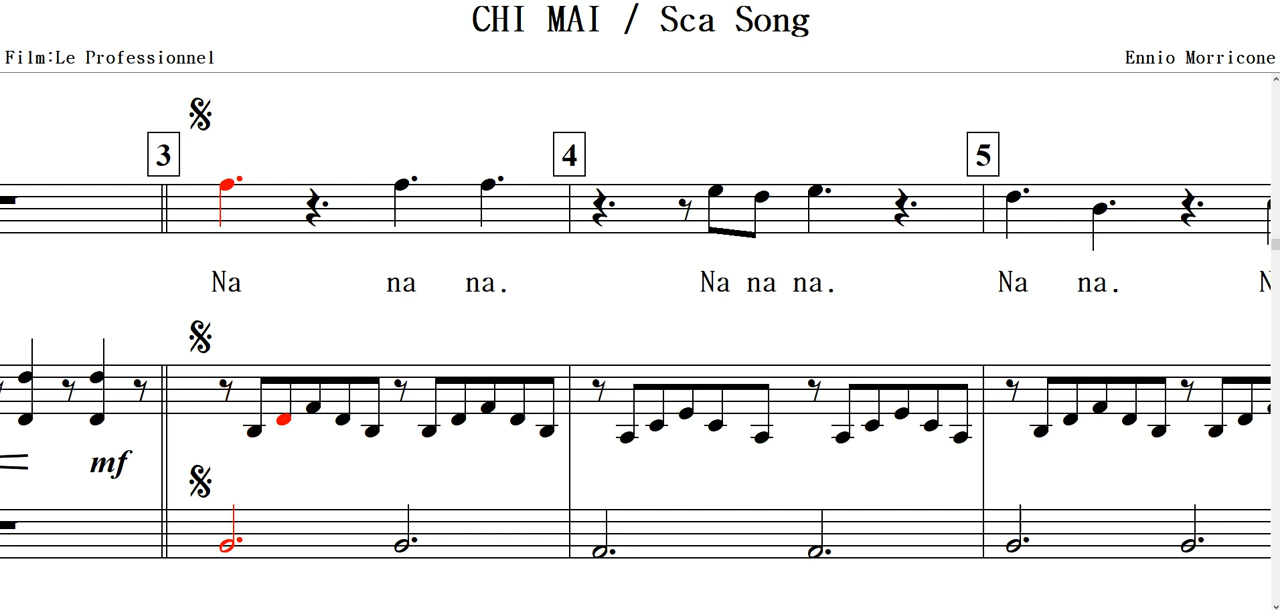 CHI MAI / Sca Song
Film:Le Professionnel
Ennio Morricone
3
4
5
Na na na. Na na na. Na na. N
mf